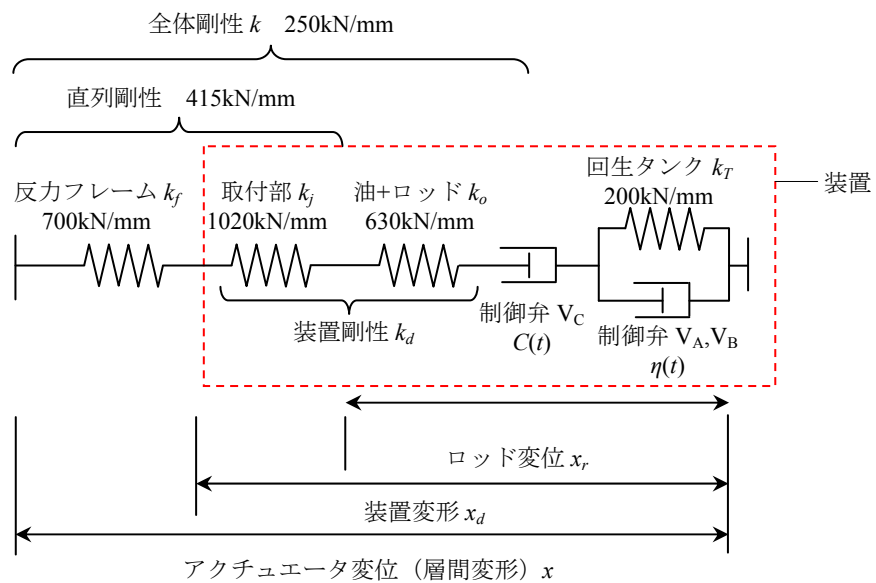 全体剛性 k 250kN/mm
直列剛性 415kN/mm
反力フレーム kf
700kN/mm
取付部 kj
1020kN/mm
油+ロッド ko
630kN/mm
回生タンク kT
200kN/mm
装置
装置剛性 kd
制御弁 VC
C(t)
制御弁 VA,VB
η(t)
ロッド変位 xr
装置変形 xd
アクチュエータ変位（層間変形）x